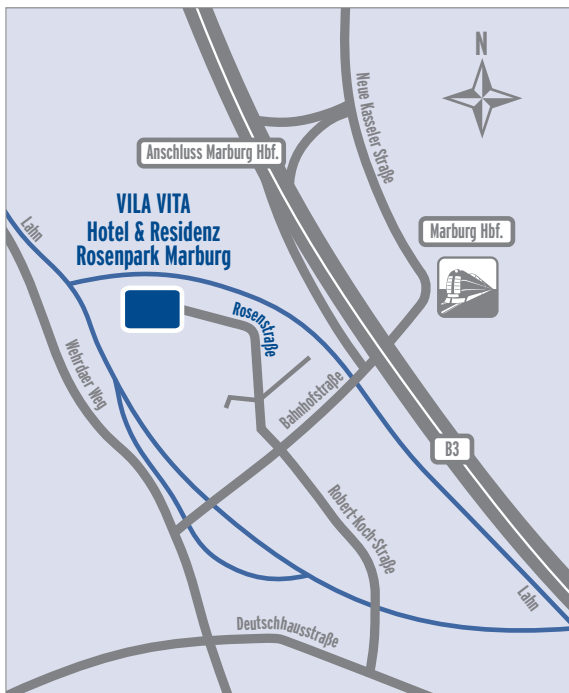 N
Neue Kasseler Straße
Anschluss Marburg Hbf.
VILA VITA
Hotel & Residenz
Rosenpark Marburg
Lahn
Marburg Hbf.
Rosenstraße
Wehrdaer Weg
Bahnhofstraße
B3
Robert-Koch-Straße
Lahn
Deutschhausstraße